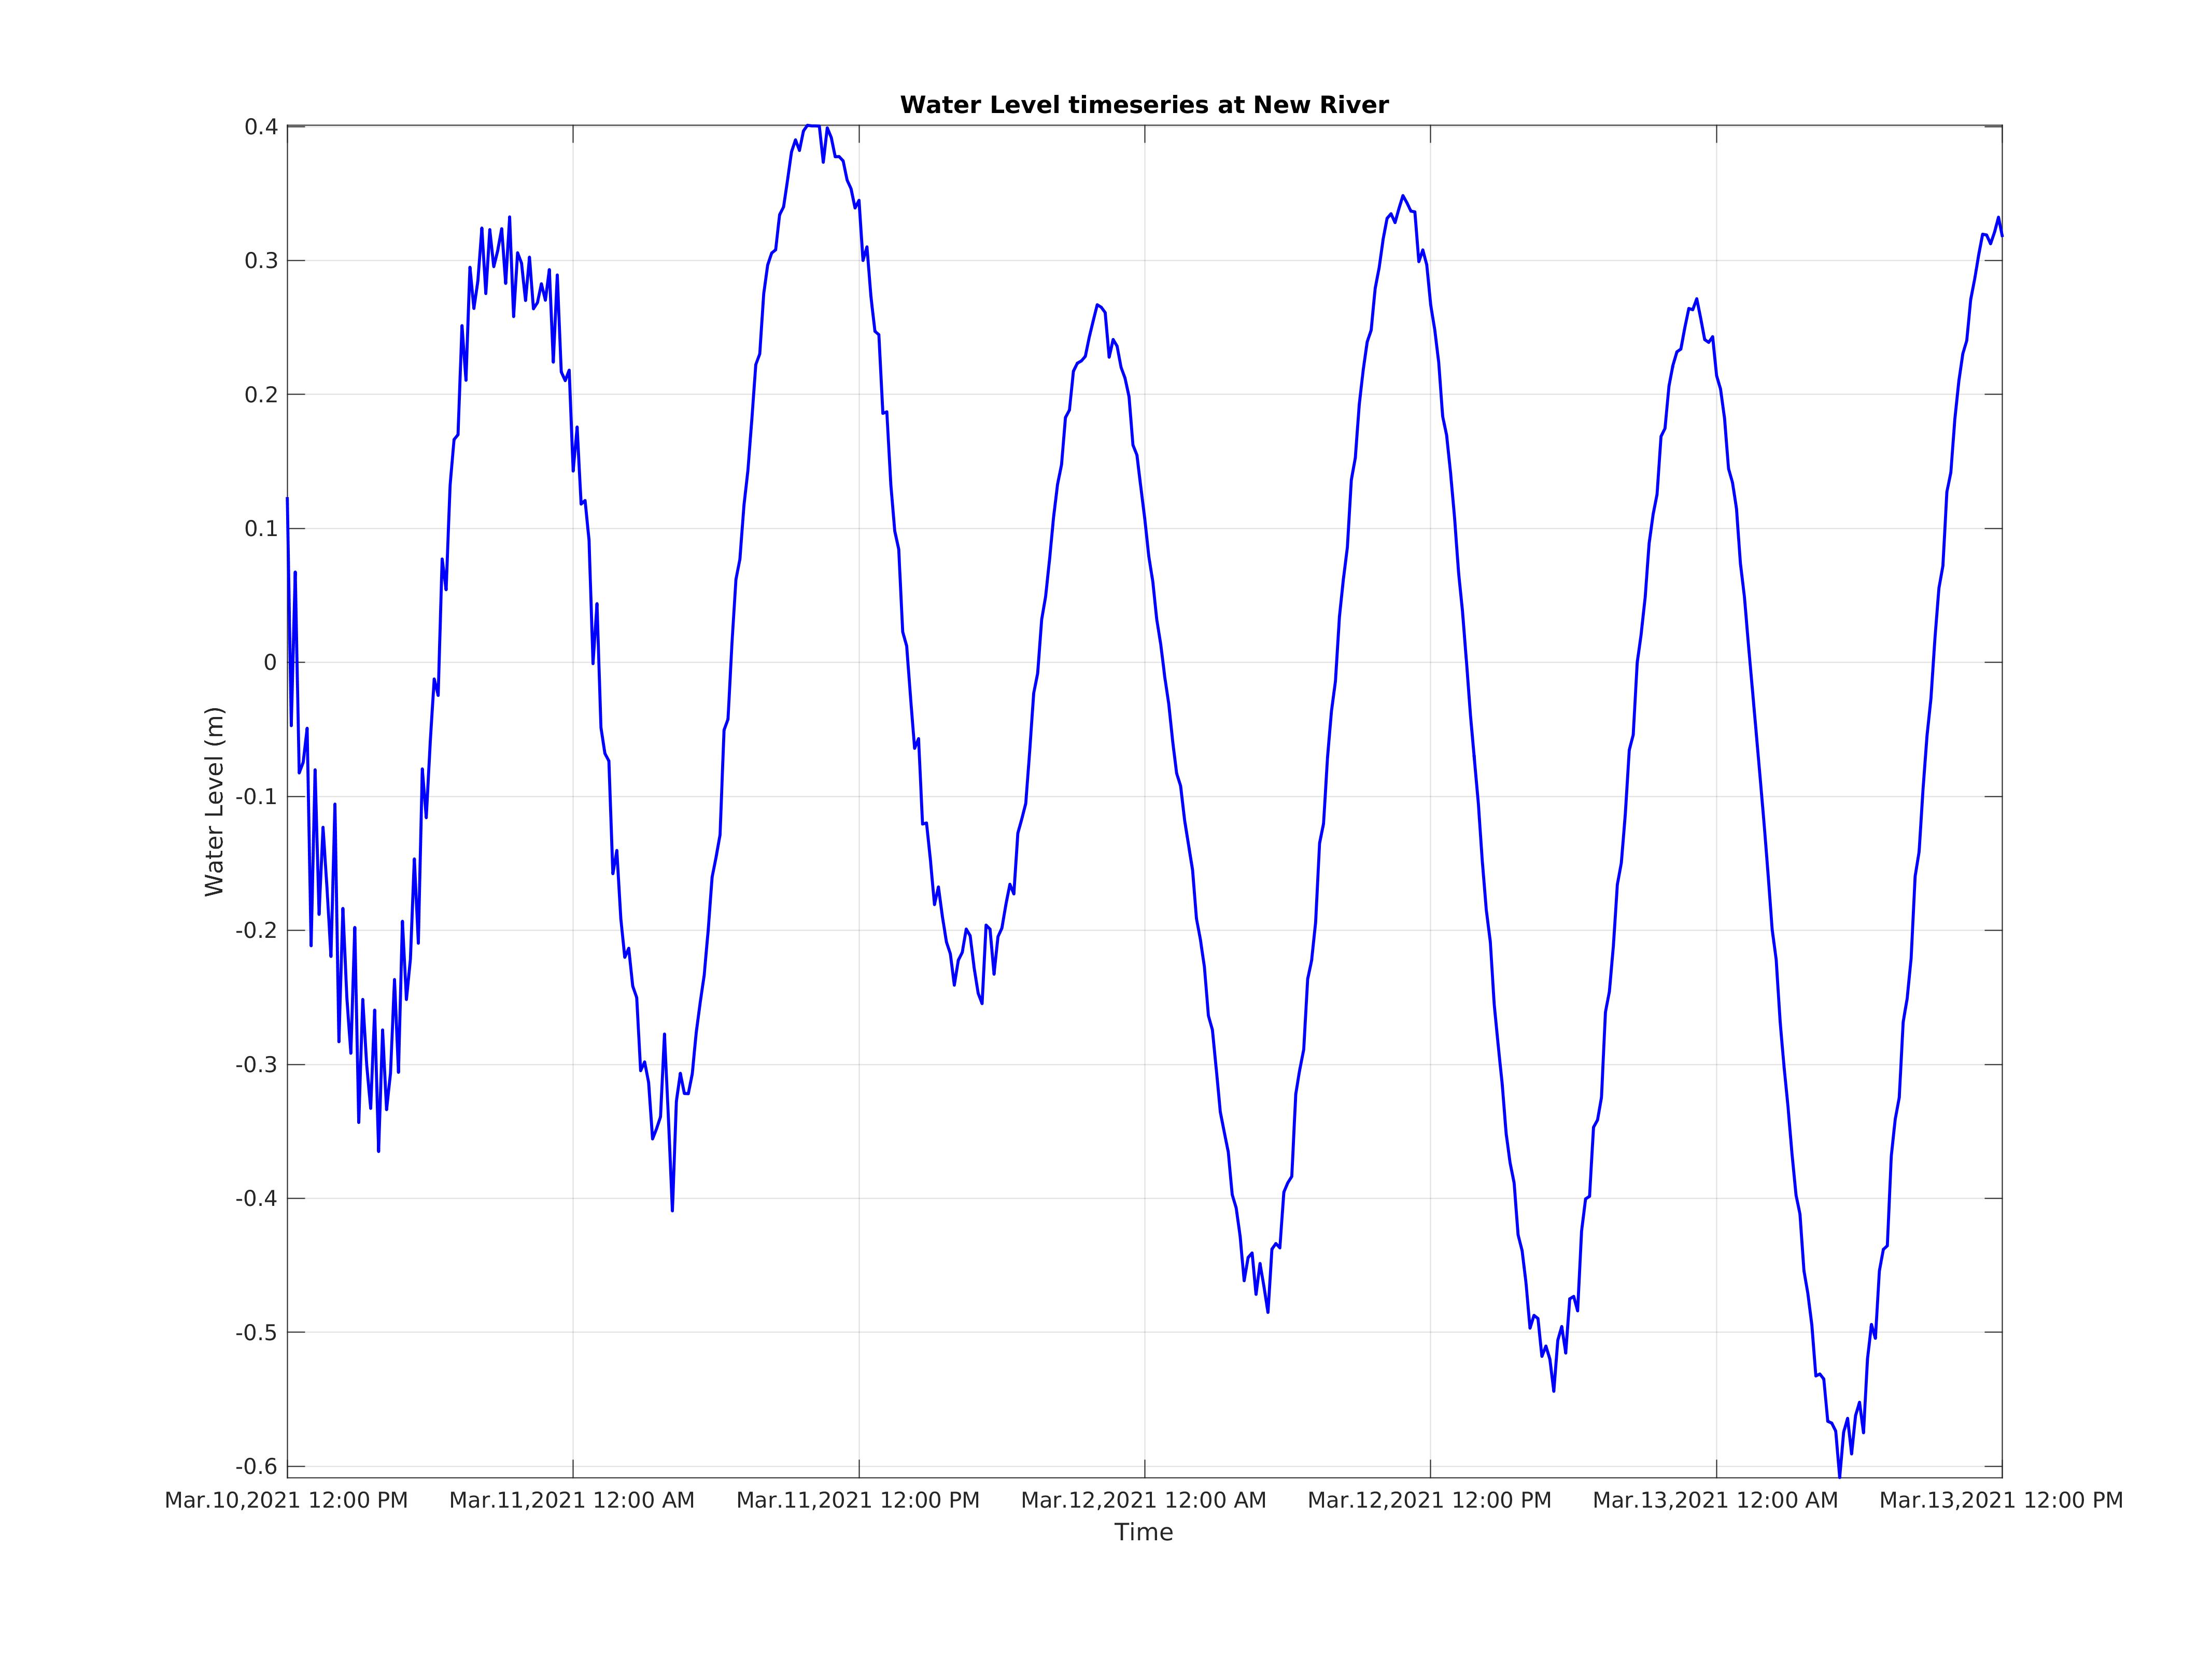 Water Level timeseries at New River
0.4
0.3
0.2
0.1
0
-0.1
-0.2
-0.3
-0.4
-0.5
-0.6
Water Level (m)
Mar.10,2021 12:00 PM Mar.11,2021 12:00 AM Mar.11,2021 12:00 PM Mar.12,2021 12:00 AM Mar.12,2021 12:00 PM Mar.13,2021 12:00 AM Mar.13,2021 12:00 PM
Time